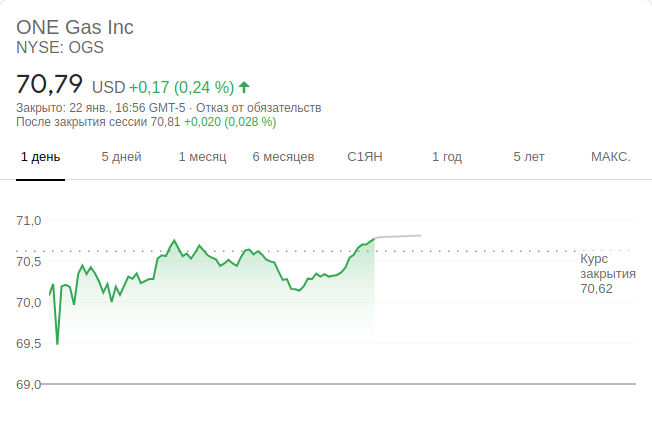 ONE Gas Inc
NYSE: OGS
70,79 USD +0,17 (0,24 %)
Закрыто: 22 янв., 16:56 GMT-5 · Отказ от обязательств
После закрытия сессии 70,81 +0,020 (0,028 %)
1 день 5 дней 1 месяц 6 месяцев С1ЯН 1 год 5 лет МАКС.
71,0
70,5
70,0
69,5
69,0
Курс
закрытия
70,62